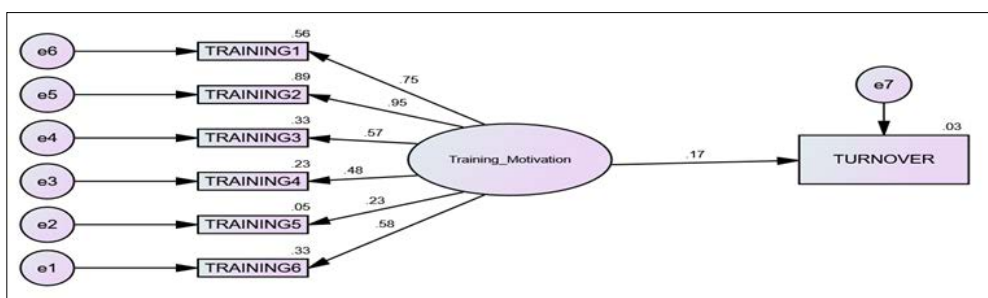 .56
e6 TRAINING1
.75
.89
e5 TRAINING2
.95
.33
e4 TRAINING3
.57
.23
e3 TRAINING4
.48
.05
e2 TRAINING5
.23
.33
e1 TRAINING6
.58
Training_Motivation
.17
e7
.03
TURNOVER